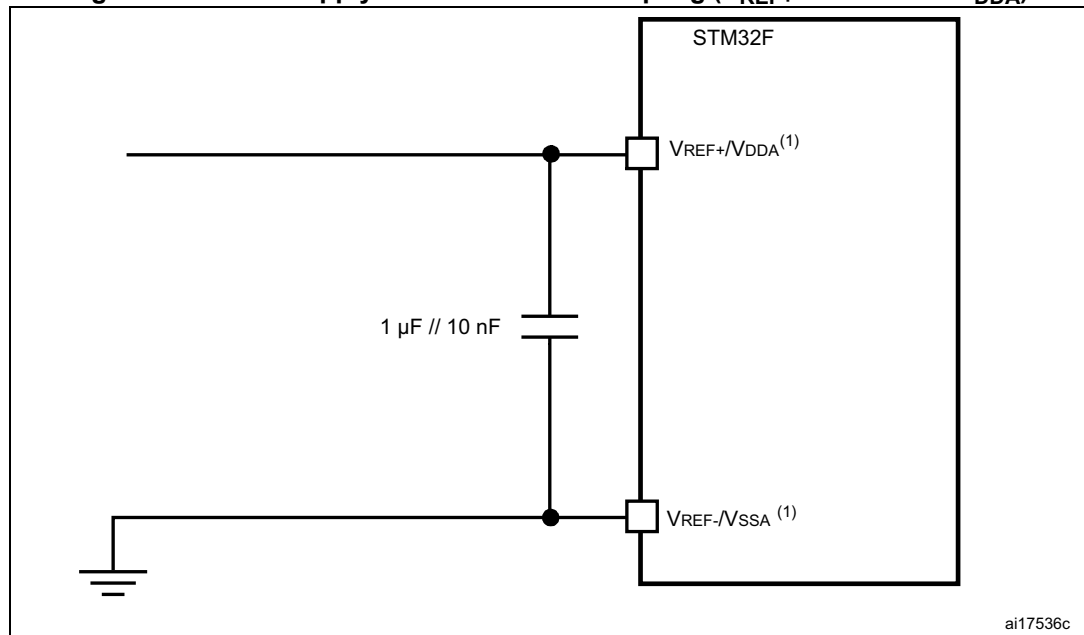 STM32F
VREF+/VDDA(1)
1 µF // 10 nF
VREF-/VSSA (1)
ai17536c